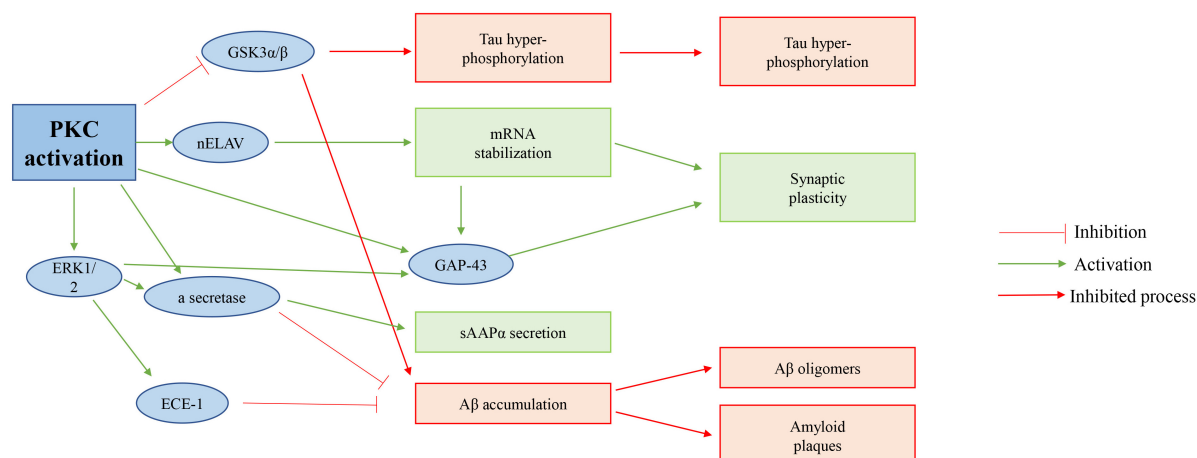 GSK3α/β
Tau hyper-
phosphorylation
Tau hyper-
phosphorylation
PKC
activation
nELAV
mRNA
stabilization
Synaptic
plasticity
ERK1/
2
a secretase
GAP-43
sAAPα secretion
ECE-1
Aβ accumulation
Aβ oligomers
Amyloid
plaques
Inhibition
Activation
Inhibited process